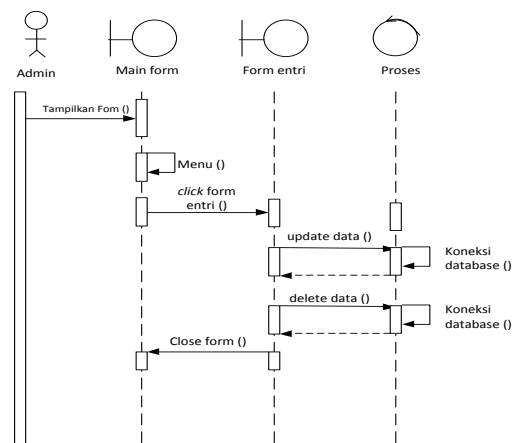 Admin
Main form
Form entri
Proses
Tampilkan Fom ()
Menu ()
click form
entri ()
update data ()
Koneksi
database ()
delete data ()
Koneksi
database ()
Close form ()